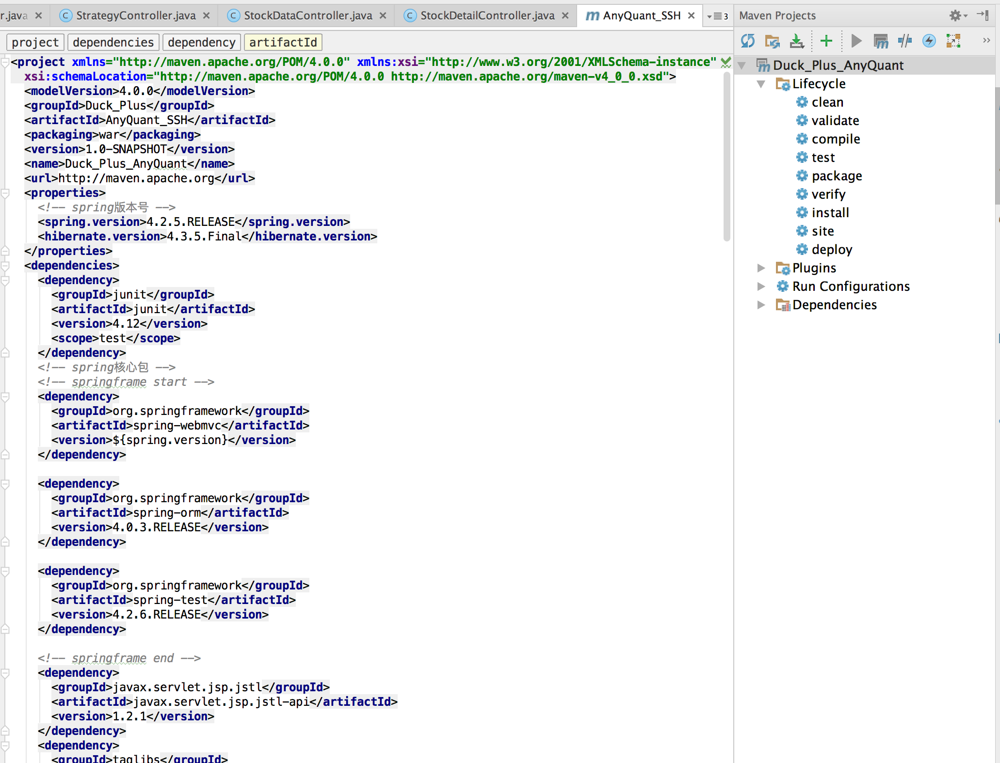 r.java
StrategyController.java
StockDataController.java
StockDetailController.java
AnyQuant_SSH
3
Maven Projects
project
dependencies
dependency
artifactId
<project xmlns="http://maven.apache.org/POM/4.0.0" xmlns:xsi="http://www.w3.org/2001/XMLSchema-instance"
xsi:schemaLocation="http://maven.apache.org/POM/4.0.0 http://maven.apache.org/maven-v4_0_0.xsd">
<modelVersion>4.0.0</modelVersion>
<groupId>Duck_Plus</groupId>
<artifactId>AnyQuant_SSH</artifactId>
<packaging>war</packaging>
<version>1.0-SNAPSHOT</version>
<name>Duck_Plus_AnyQuant</name>
<url>http://maven.apache.org</url>
<properties>
<!-- spring版本号 -->
<spring.version>4.2.5.RELEASE</spring.version>
<hibernate.version>4.3.5.Final</hibernate.version>
</properties>
<dependencies>
<dependency>
<groupId>junit</groupId>
<artifactId>junit</artifactId>
<version>4.12</version>
<scope>test</scope>
</dependency>
<!-- spring核心包 -->
<!-- springframe start -->
<dependency>
<groupId>org.springframework</groupId>
<artifactId>spring-webmvc</artifactId>
<version>${spring.version}</version>
</dependency>
<dependency>
<groupId>org.springframework</groupId>
<artifactId>spring-orm</artifactId>
<version>4.0.3.RELEASE</version>
</dependency>
<dependency>
<groupId>org.springframework</groupId>
<artifactId>spring-test</artifactId>
<version>4.2.6.RELEASE</version>
</dependency>
<!-- springframe end -->
<dependency>
<groupId>javax.servlet.jsp.jstl</groupId>
<artifactId>javax.servlet.jsp.jstl-api</artifactId>
<version>1.2.1</version>
</dependency>
<dependency>
<groupId>taglibs</groupId>
Duck_Plus_AnyQuant
Lifecycle
clean
validate
compile
test
package
verify
install
site
deploy
Plugins
Run Configurations
Dependencies